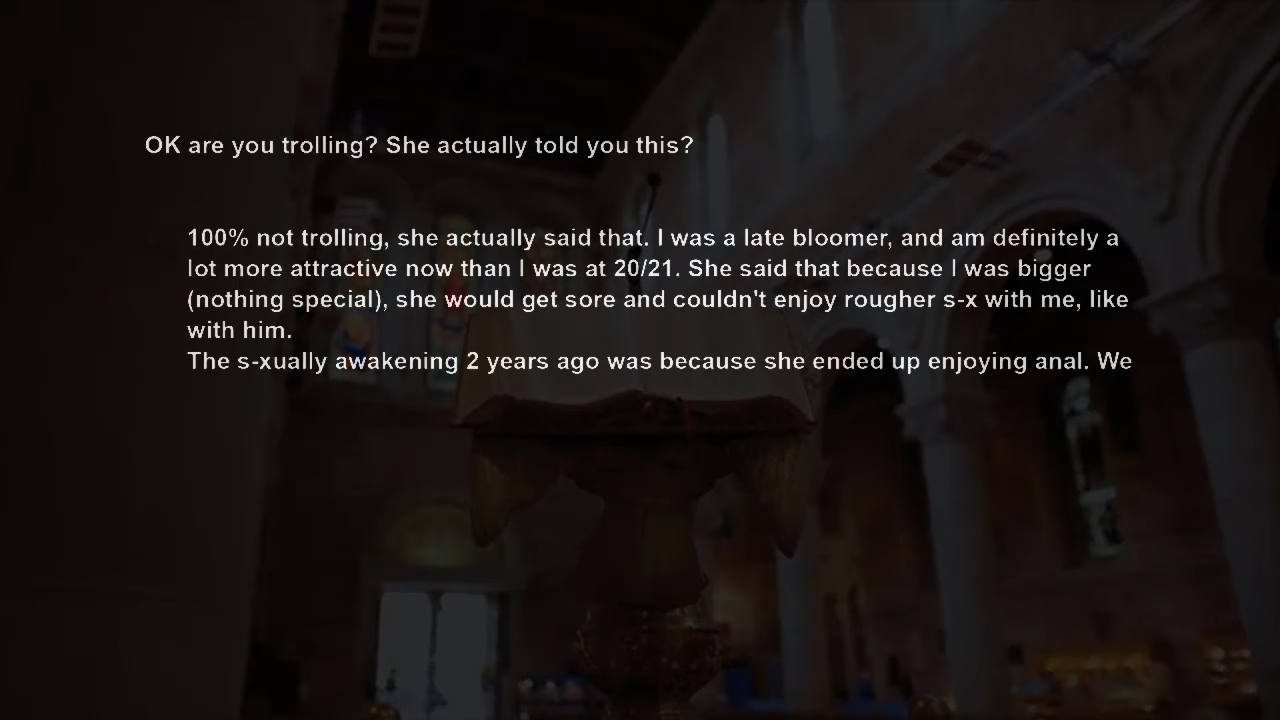 OK are you trolling? She actually told you this?
100% not trolling, she actually said that. I was a late bloomer, and am definitely a
lot more attractive now than I was at 20/21. She said that because I was bigger
(nothing special), she would get sore and couldn't enjoy rougher s-x with me, like
with him.
The s-xually awakening 2 years ago was because she ended up enjoying anal. We